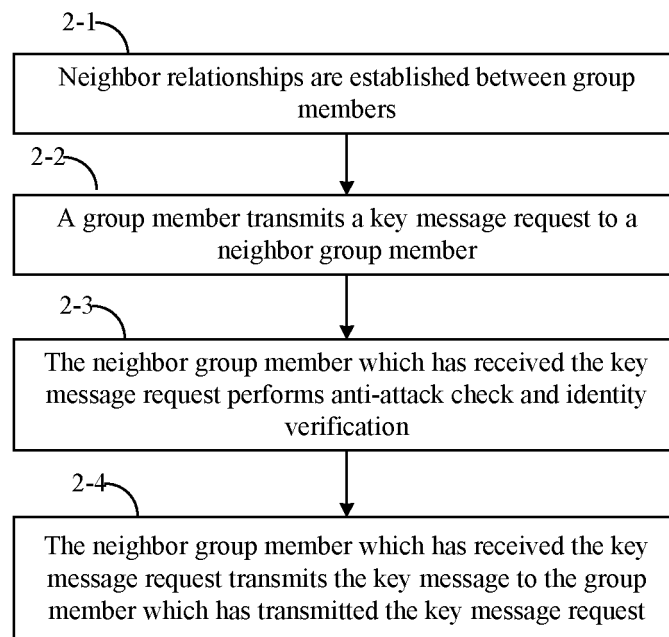 2-1
Neighbor relationships are established between group
members
2-2
A group member transmits a key message request to a
neighbor group member
2-3
The neighbor group member which has received the key
message request performs anti-attack check and identity
verification
2-4
The neighbor group member which has received the key
message request transmits the key message to the group
member which has transmitted the key message request